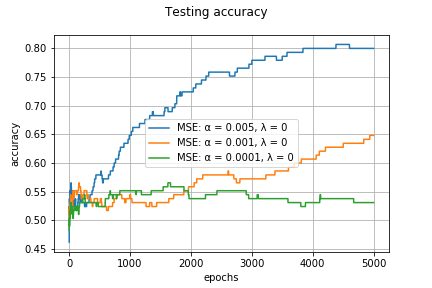 Testing accuracy
accuracy
0.80
0.75
0.70
0.65
0.60
0.55
0.50
0.45
MSE: α = 0.005, λ = 0
MSE: α = 0.001, λ = 0
MSE: α = 0.0001, λ = 0
0 1000 2000 3000 4000 5000
epochs